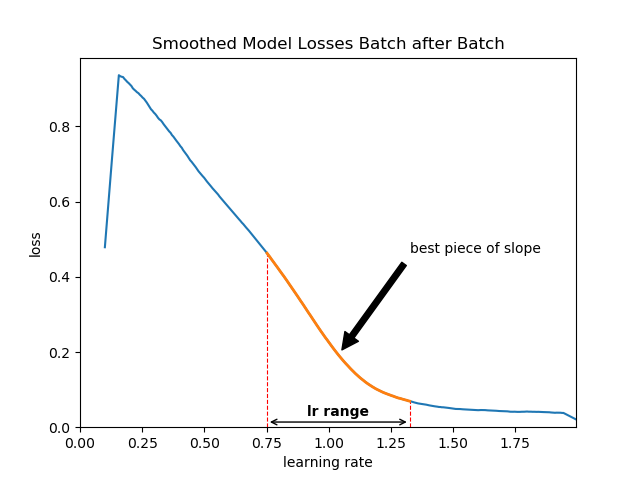 Smoothed Model Losses Batch after Batch
0.8
0.6
0.4
0.2
0.0
loss
best piece of slope
lr range
0.00 0.25 0.50 0.75 1.00 1.25 1.50 1.75
learning rate